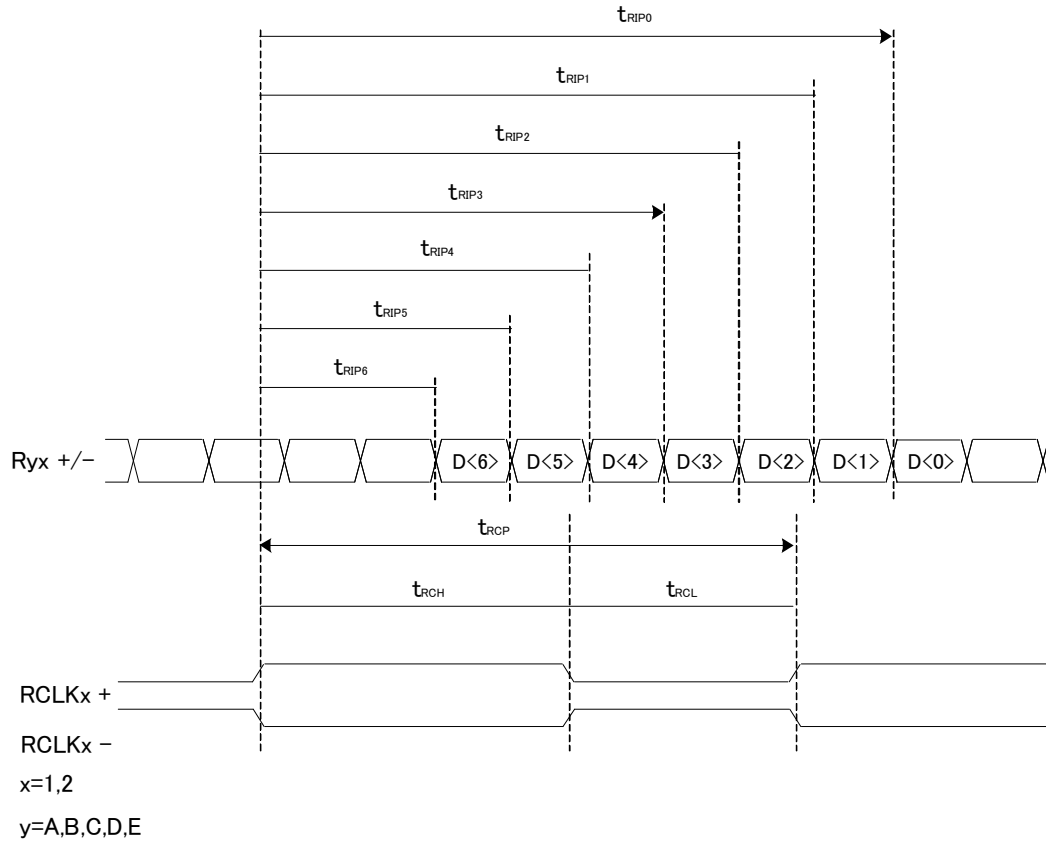 tRIP0
tRIP1
tRIP2
tRIP3
tRIP4
tRIP5
tRIP6
Ryx +/−
D<6> D<5> D<4> D<3> D<2> D<1> D<0>
tRCP
tRCH tRCL
RCLKx +
RCLKx −
x=1,2
y=A,B,C,D,E